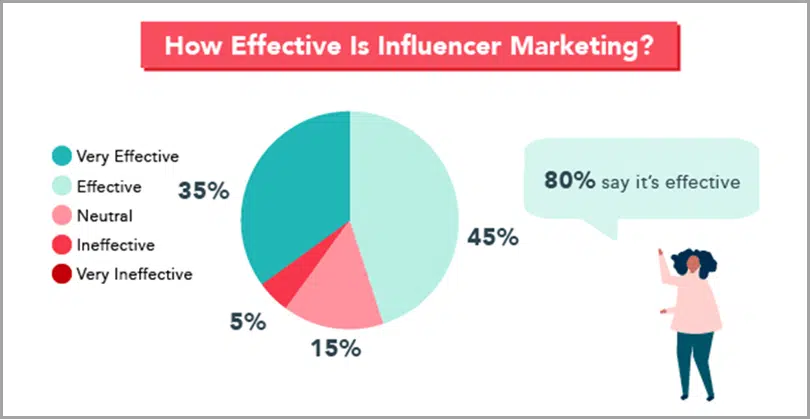 How Effective Is Influencer Marketing?
Very Effective
Effective
Neutral
Ineffective
Very Ineffective
35%
45%
5%
15%
80% say it's effective